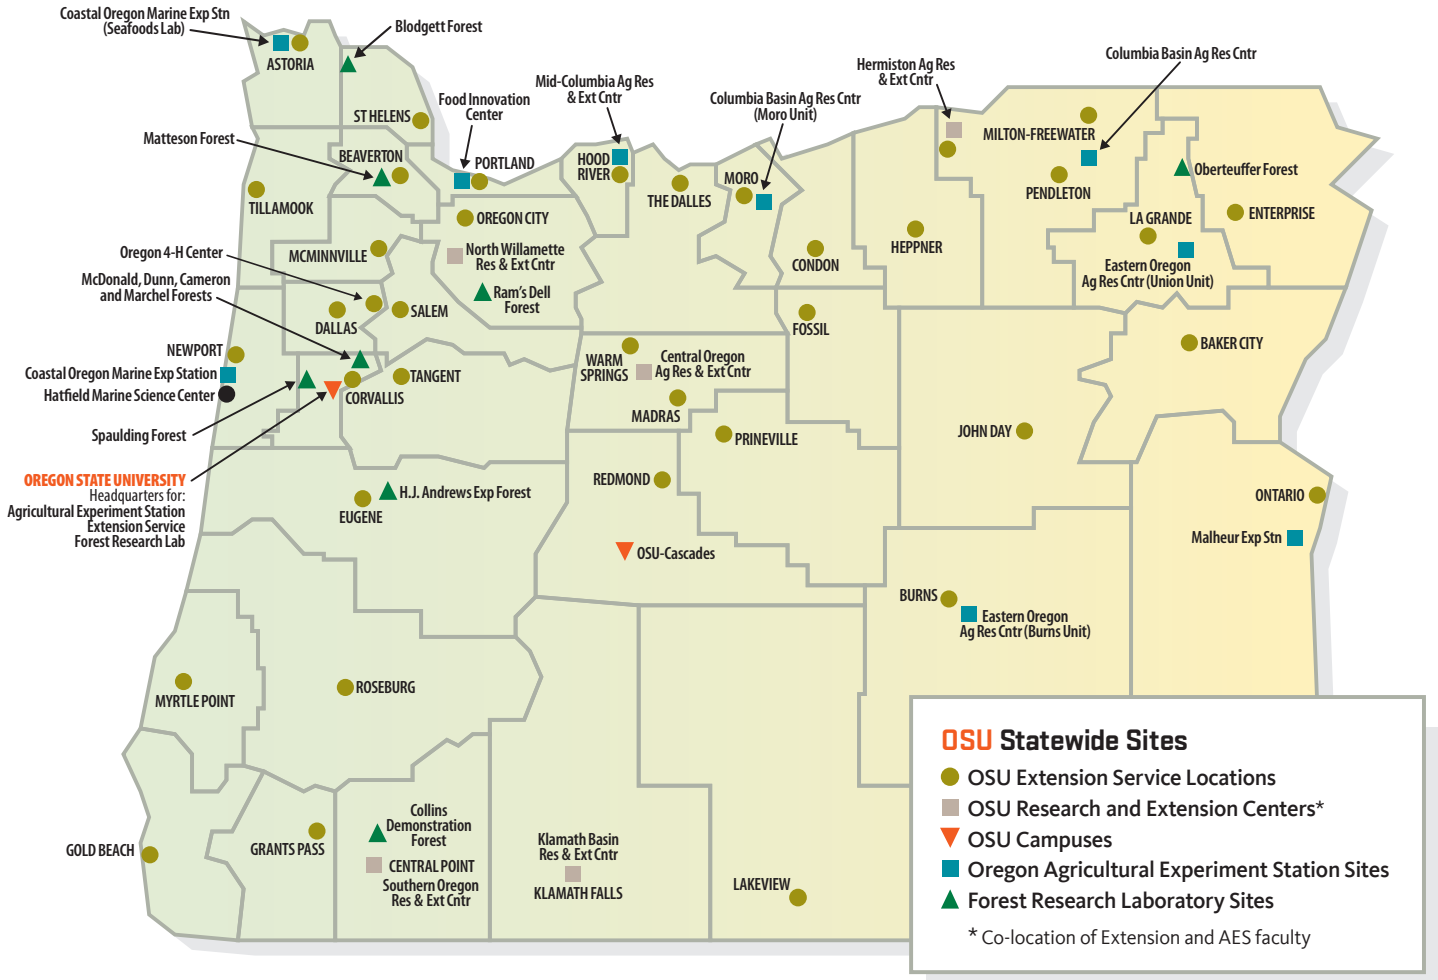 Coastal Oregon Marine Exp Stn
(Seafoods Lab)
ASTORIA
Blodgett Forest
ST HELENS
Food Innovation
Center
Mid-Columbia Ag Res
& Ext Cntr
Columbia Basin Ag Res Cntr
(Moro Unit)
Hermiston Ag Res
& Ext Cntr
Columbia Basin Ag Res Cntr
Matteson Forest
BEAVERTON
PORTLAND
HOOD
RIVER
THE DALLES
MORO
MILTON-FREEWATER
PENDLETON
Oberteuffer Forest
LA GRANDE
ENTERPRISE
TILLAMOOK
OREGON CITY
HEPPNER
Oregon 4-H Center
MCMINNVILLE
North Willamette
Res & Ext Cntr
CONDON
Eastern Oregon
Ag Res Cntr (Union Unit)
McDonald, Dunn, Cameron
and Marchel Forests
DALLAS
SALEM
Ram's Dell
Forest
FOSSIL
BAKER CITY
NEWPORT
Coastal Oregon Marine Exp Station
Hatfield Marine Science Center
TANGENT
CORVALLIS
WARM
SPRINGS
Central Oregon
Ag Res & Ext Cntr
MADRAS
Spaulding Forest
PRINEVILLE
JOHN DAY
OREGON STATE UNIVERSITY
Headquarters for:
Agricultural Experiment Station
Extension Service
Forest Research Lab
EUGENE
H.J. Andrews Exp Forest
REDMOND
OSU-Cascades
ONTARIO
Malheur Exp Stn
BURNS
Eastern Oregon
Ag Res Cntr (Burns Unit)
MYRTLE POINT
ROSEBURG
GOLD BEACH
GRANTS PASS
Collins
Demonstration
Forest
CENTRAL POINT
Southern Oregon
Res & Ext Cntr
Klamath Basin
Res & Ext Cntr
KLAMATH FALLS
LAKEVIEW
OSU Statewide Sites
OSU Extension Service Locations
OSU Research and Extension Centers*
OSU Campuses
Oregon Agricultural Experiment Station Sites
Forest Research Laboratory Sites
* Co-location of Extension and AES faculty